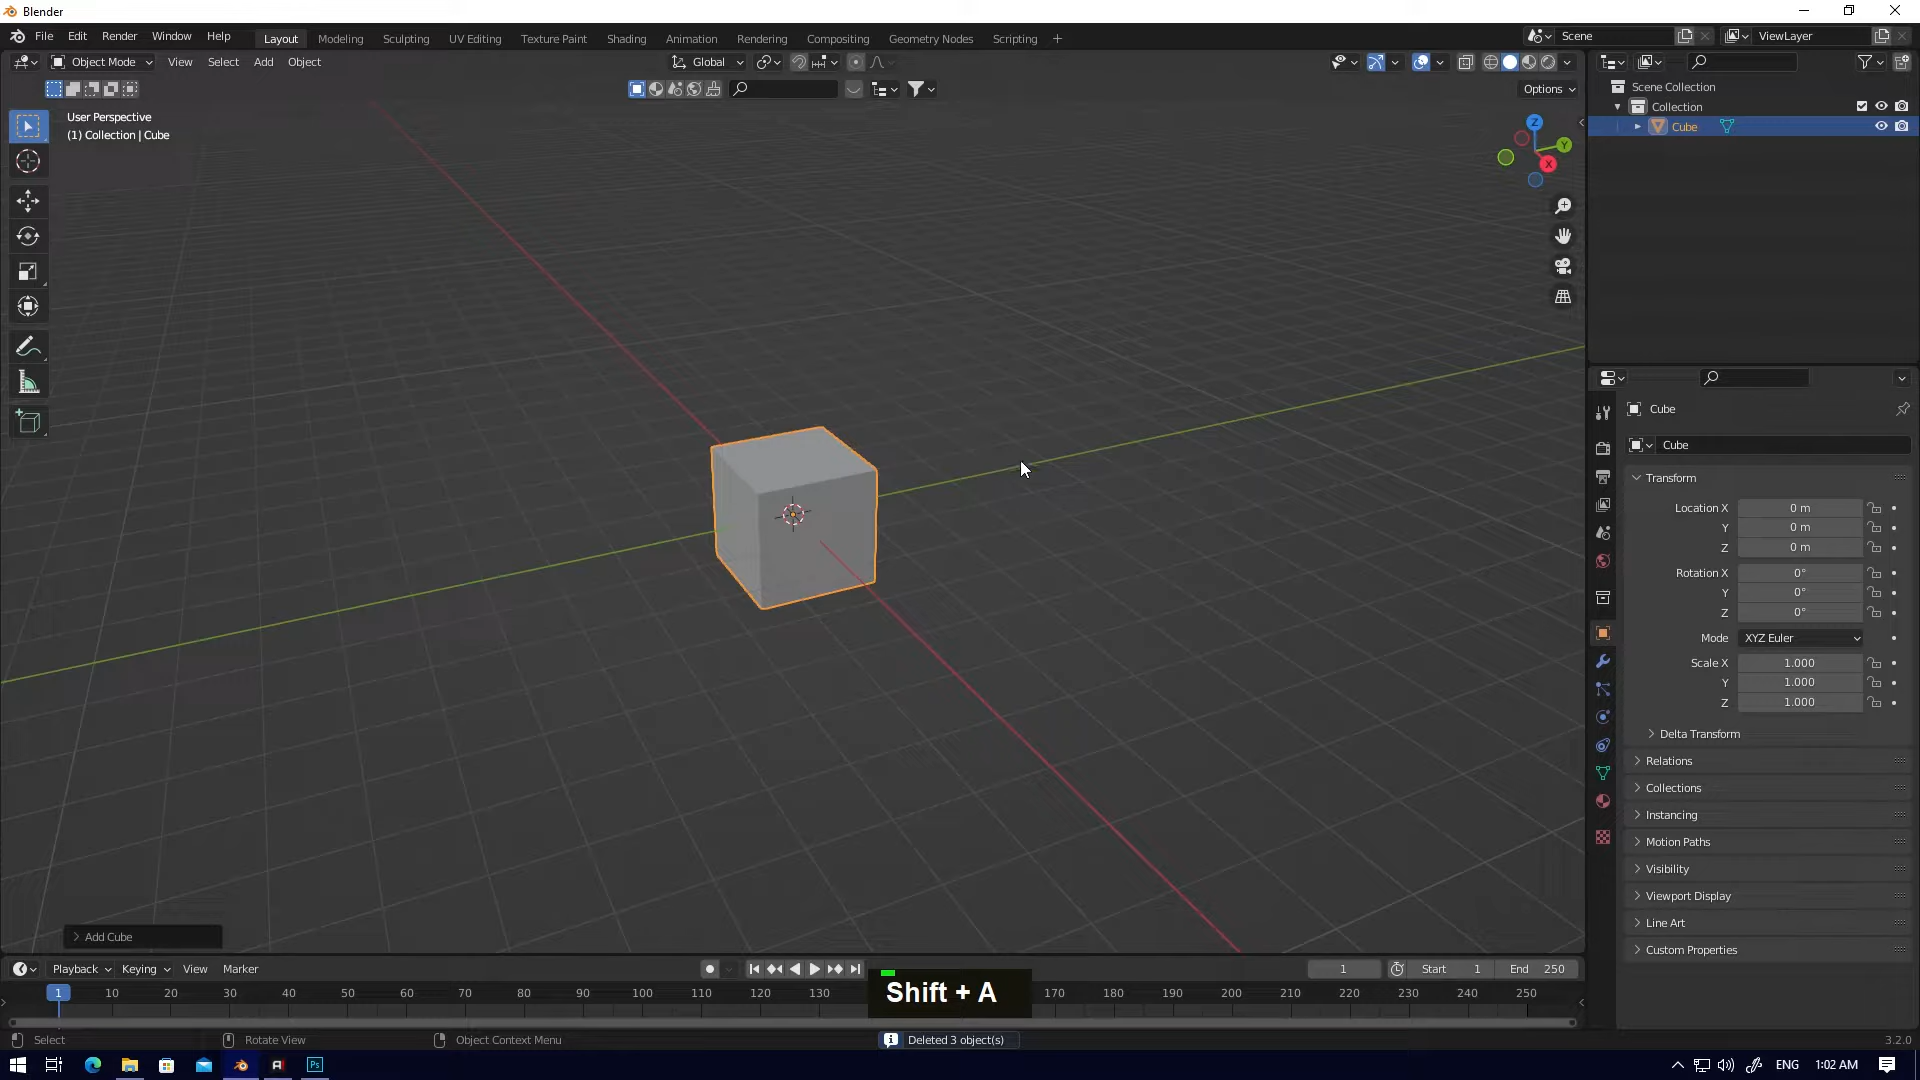 Blender
File Edit Render Window Help Layout Modeling Sculpting UV Editing Texture Paint Shading Animation Rendering Compositing Geometry Nodes Scripting + Scene ViewLayer
Object Mode View Select Add Object Global
Options
User Perspective
(1) Collection | Cube
Z
Y
X
Scene Collection
Collection
Cube
Cube
Cube
Transform
Location X 0 m
Y 0 m
Z 0 m
Rotation X 0°
Y 0°
Z 0°
Mode XYZ Euler
Scale X 1.000
Y 1.000
Z 1.000
Delta Transform
Relations
Collections
Instancing
Motion Paths
Visibility
Viewport Display
Line Art
Custom Properties
Add Cube
Playback Keying View Marker 1 Start 1 End 250
1 10 20 30 40 50 60 70 80 90 100 110 120 130 170 180 190 200 210 220 230 240 250
Shift + A
Select Rotate View Object Context Menu Deleted 3 object(s) 3.2.0
Ps ENG 1:02 AM